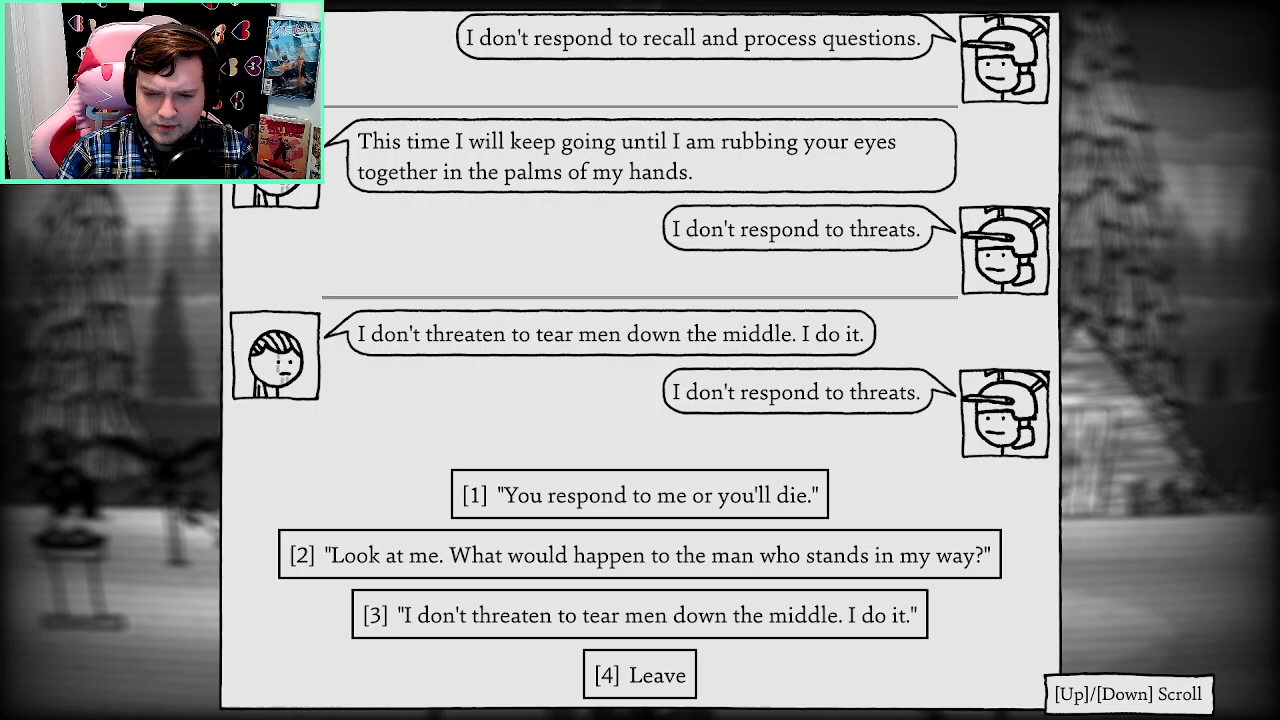 I don't respond to recall and process questions.
This time I will keep going until I am rubbing your eyes
together in the palms of my hands.
I don't respond to threats.
I don't threaten to tear men down the middle. I do it.
I don't respond to threats.
[1] "You respond to me or you'll die."
[2] "Look at me. What would happen to the man who stands in my way?"
[3] "I don't threaten to tear men down the middle. I do it."
[4] Leave
[Up]/[Down] Scroll